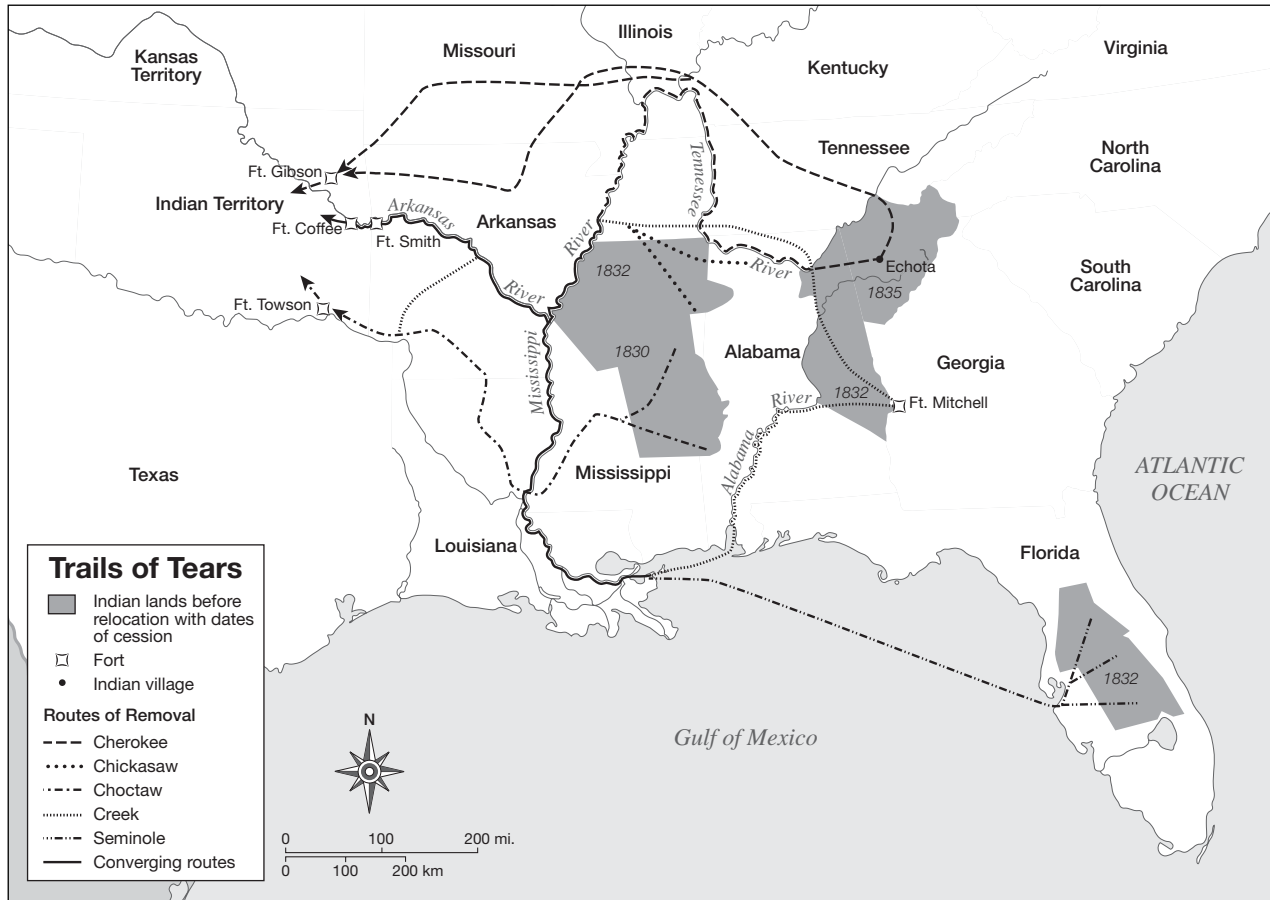 Illinois
Missouri
Virginia
Kansas
Territory
Kentucky
Tennessee
North
Carolina
Tennessee
Ft. Gibson
Indian Territory
Arkansas
Arkansas
Ft. Coffee
Ft. Smith
River
River
Echota
1832
1835
South
Carolina
Ft. Towson
River
Mississippi
1830
Alabama
Georgia
1832
River
Ft. Mitchell
Alabama
Texas
Mississippi
ATLANTIC
OCEAN
Louisiana
Florida
1832
Gulf of Mexico
Trails of Tears
Indian lands before
relocation with dates
of cession
Fort
Indian village
Routes of Removal
Cherokee
Chickasaw
Choctaw
Creek
Seminole
Converging routes
N
0 100 200 mi.
0 100 200 km